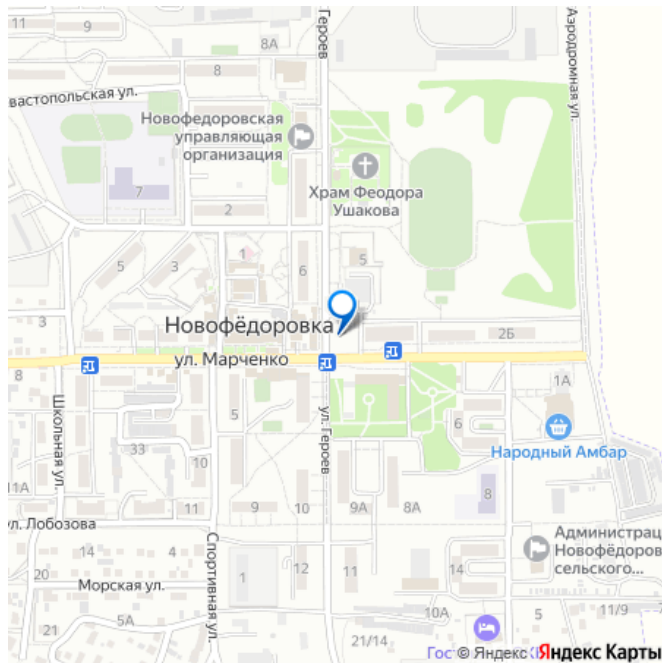 11
9
8А
8
Героев
Аэродромная ул.
вастопольская ул.
Новофедоровская
управляющая
организация
Храм Феодора
Ушакова
7
2
5
3
1
6
5
3
Новофёдоровка
2Б
ул. Марченко
8
1А
Школьная ул.
5
ул. Героев
6
33
10
Народный Амбар
11А
9
10
9А
8А
8
11
ул. Лобозова
Спортивная ул.
14
4
20
Морская ул.
1
12
11
14
Администрац
Новофёдоров
сельского...
21
5А
10А
5
11/9
21/14
Гос
© Яндекс
Яндекс Карты